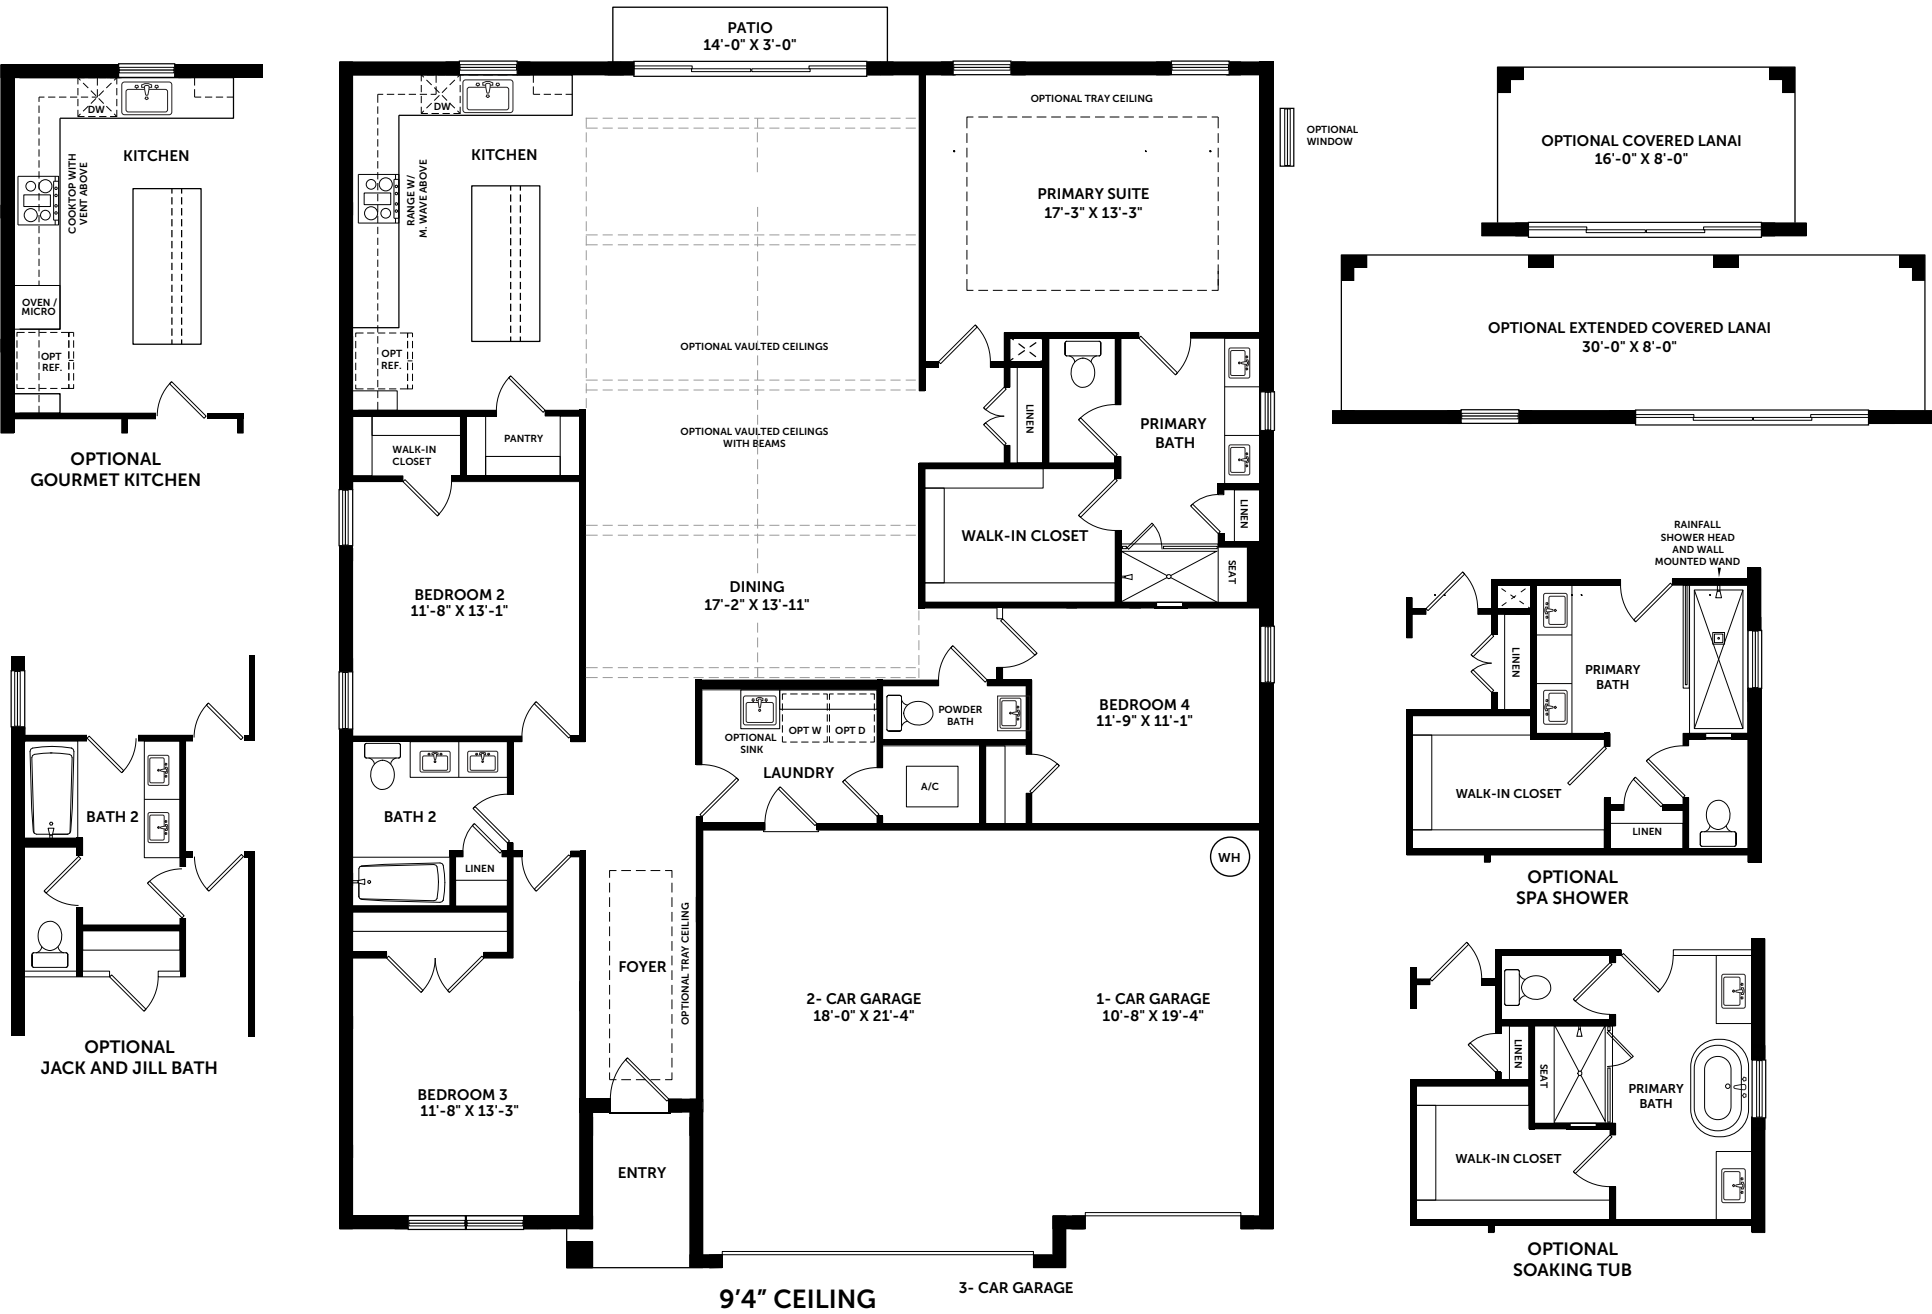 DW
KITCHEN
COOKTOP WITH
VENT ABOVE
OVEN /
MICRO
OPT
REF.
OPTIONAL
GOURMET KITCHEN
BATH 2
OPTIONAL
JACK AND JILL BATH
PATIO
14'-0" X 3'-0"
DW
KITCHEN
RANGE W/
M. WAVE ABOVE
OPT
REF.
WALK-IN
CLOSET
PANTRY
OPTIONAL VAULTED CEILINGS
OPTIONAL VAULTED CEILINGS
WITH BEAMS
OPTIONAL TRAY CEILING
PRIMARY SUITE
17'-3" X 13'-3"
OPTIONAL
WINDOW
LINEN
PRIMARY
BATH
WALK-IN CLOSET
LINEN
SEAT
BEDROOM 2
11'-8" X 13'-1"
DINING
17'-2" X 13'-11"
BEDROOM 4
11'-9" X 11'-1"
OPTIONAL
SINK
OPT W
OPT D
POWDER
BATH
LAUNDRY
A/C
BATH 2
LINEN
WH
FOYER
OPTIONAL TRAY CEILING
2- CAR GARAGE
18'-0" X 21'-4"
1- CAR GARAGE
10'-8" X 19'-4"
BEDROOM 3
11'-8" X 13'-3"
ENTRY
3- CAR GARAGE
9'4” CEILING
OPTIONAL COVERED LANAI
16'-0" X 8'-0"
OPTIONAL EXTENDED COVERED LANAI
30'-0" X 8'-0"
RAINFALL
SHOWER HEAD
AND WALL
MOUNTED WAND
LINEN
PRIMARY
BATH
WALK-IN CLOSET
LINEN
OPTIONAL
SPA SHOWER
LINEN
SEAT
PRIMARY
BATH
WALK-IN CLOSET
OPTIONAL
SOAKING TUB